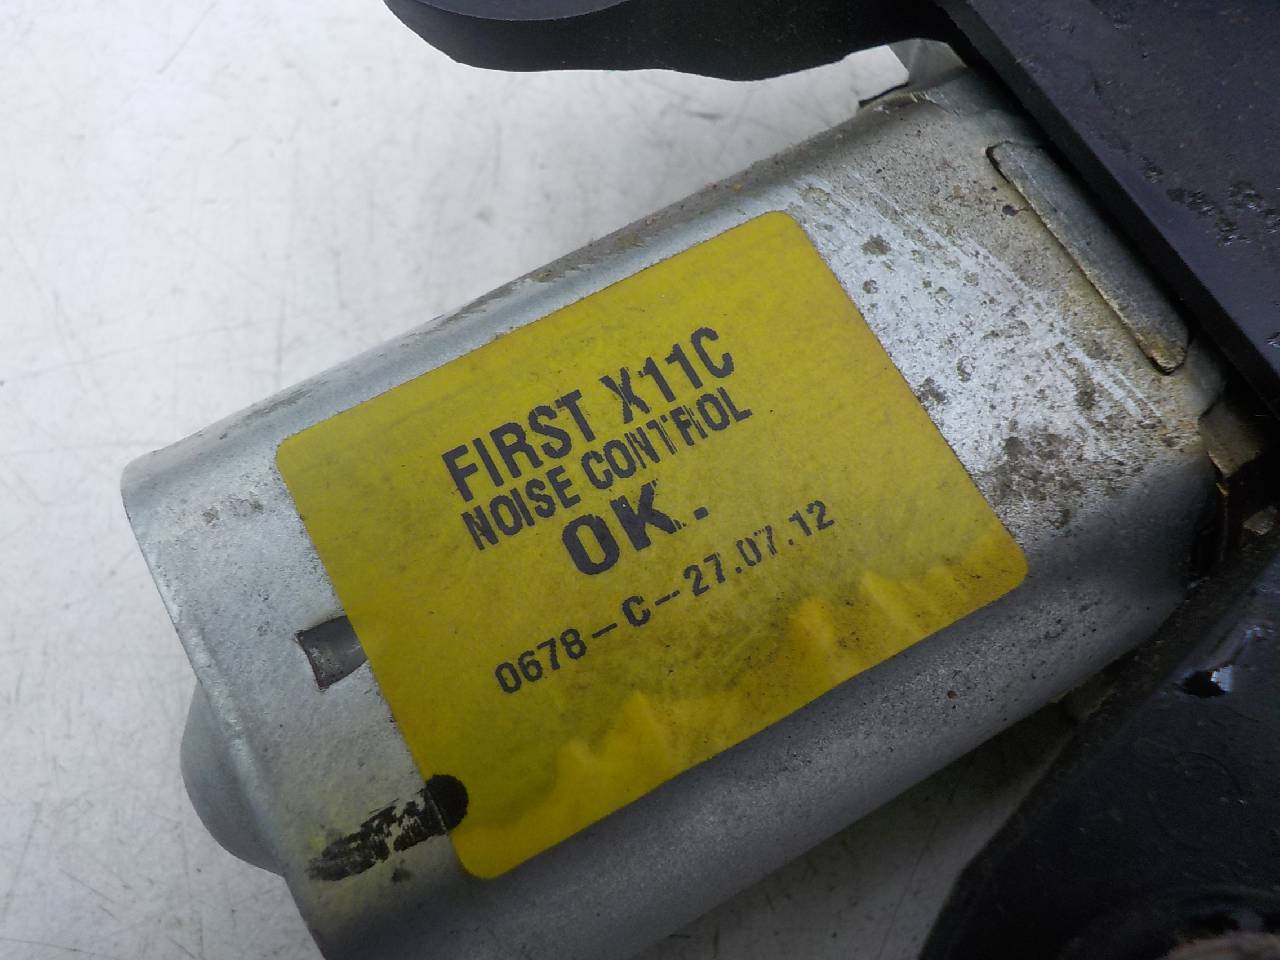 FIRST X11C
NOISE CONTROL
OK.
0678-C-27.07.12